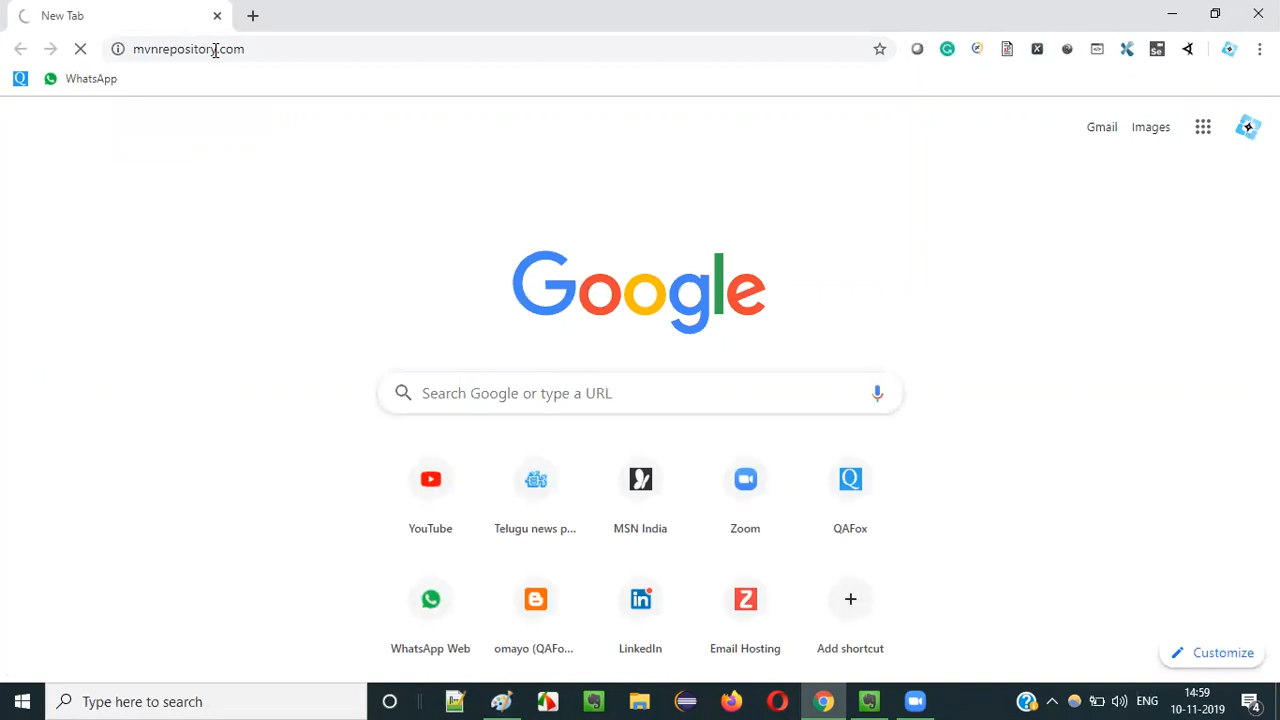 New Tab
mvnrepository.com
WhatsApp
Gmail Images
Google
Search Google or type a URL
YouTube Telugu news p... MSN India Zoom QAFox
WhatsApp Web omayo (QAFo... LinkedIn Email Hosting Add shortcut
Customize
Type here to search
ENG
14:59
10-11-2019
4